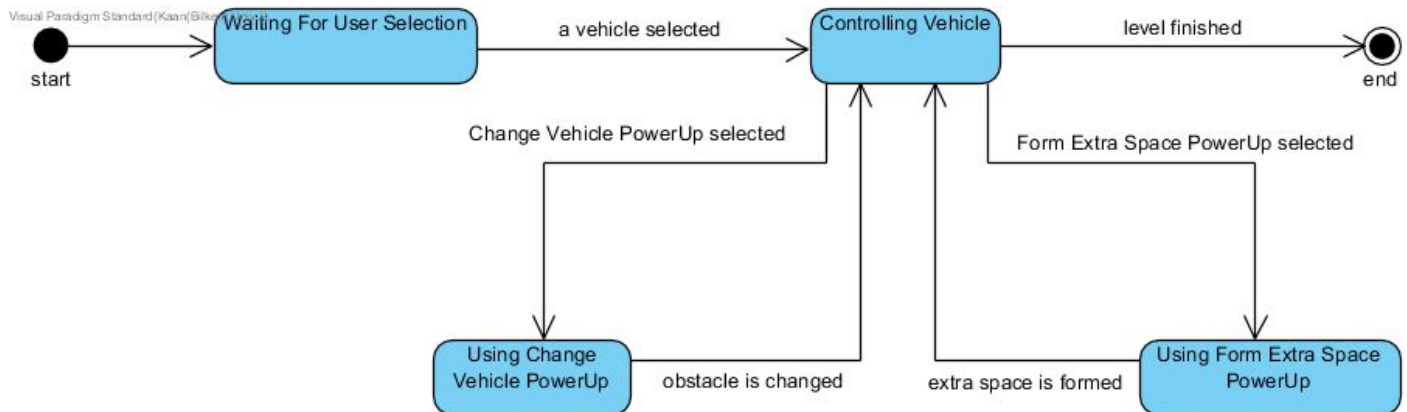 Visual Paradigm Standard(Kaan(Bilke
Waiting For User Selection
a vehicle selected
Controlling Vehicle
level finished
start
end
Change Vehicle PowerUp selected
Form Extra Space PowerUp selected
Using Change
Vehicle PowerUp
obstacle is changed
extra space is formed
Using Form Extra Space
PowerUp